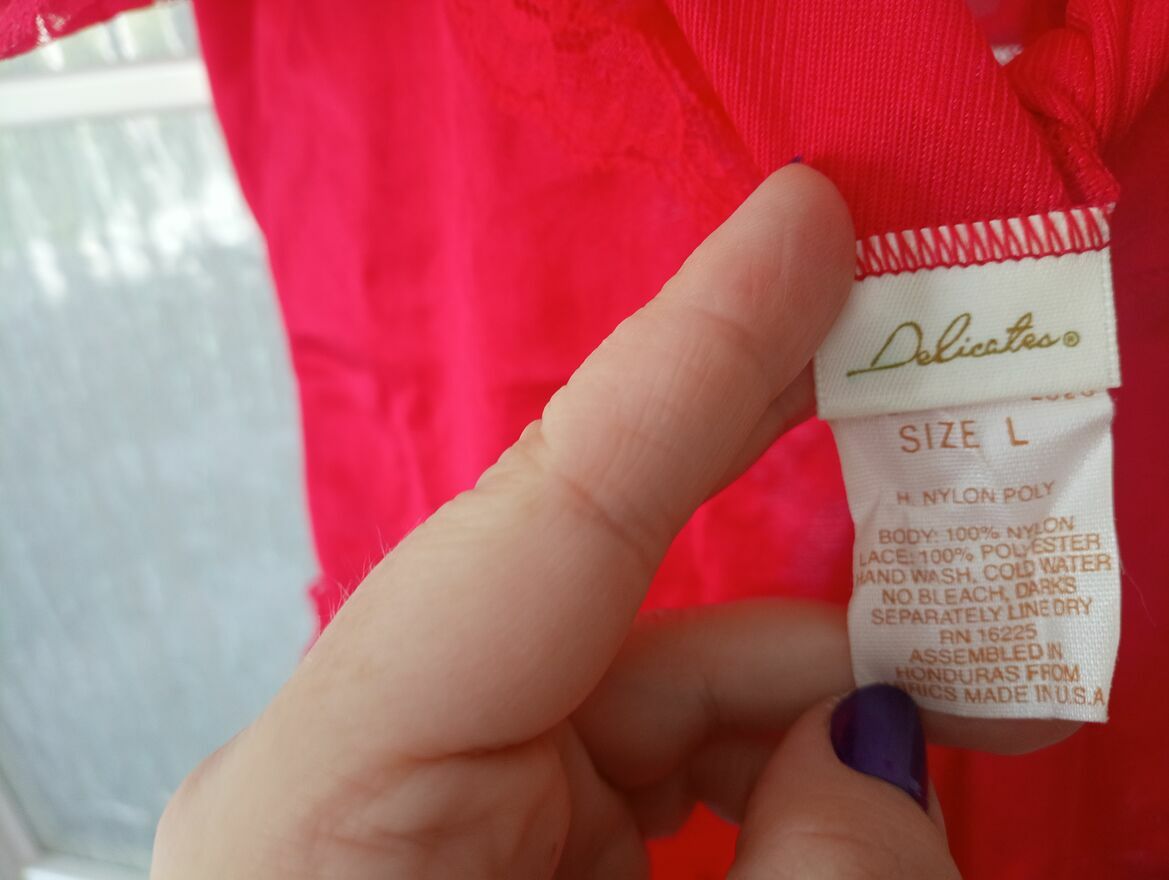 Delicates®
SIZE L
H. NYLON POLY
BODY: 100% NYLON
LACE: 100% POLYESTER
HAND WASH, COLD WATER
NO BLEACH, DARKS
SEPARATELY LINE DRY
RN 16225
ASSEMBLED IN
HONDURAS FROM
MADE IN U.S.A